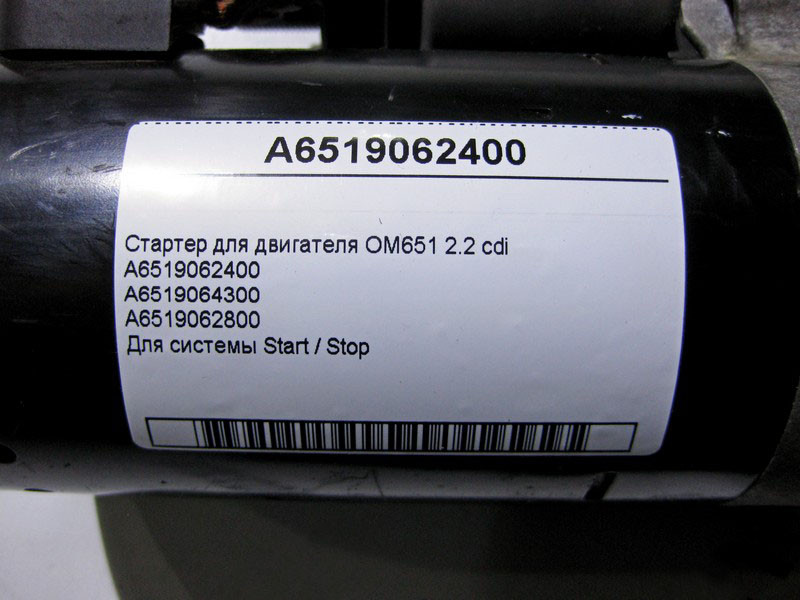 A6519062400
Стартер для двигателя OM651 2.2 cdi
A6519062400
A6519064300
A6519062800
Для системы Start / Stop